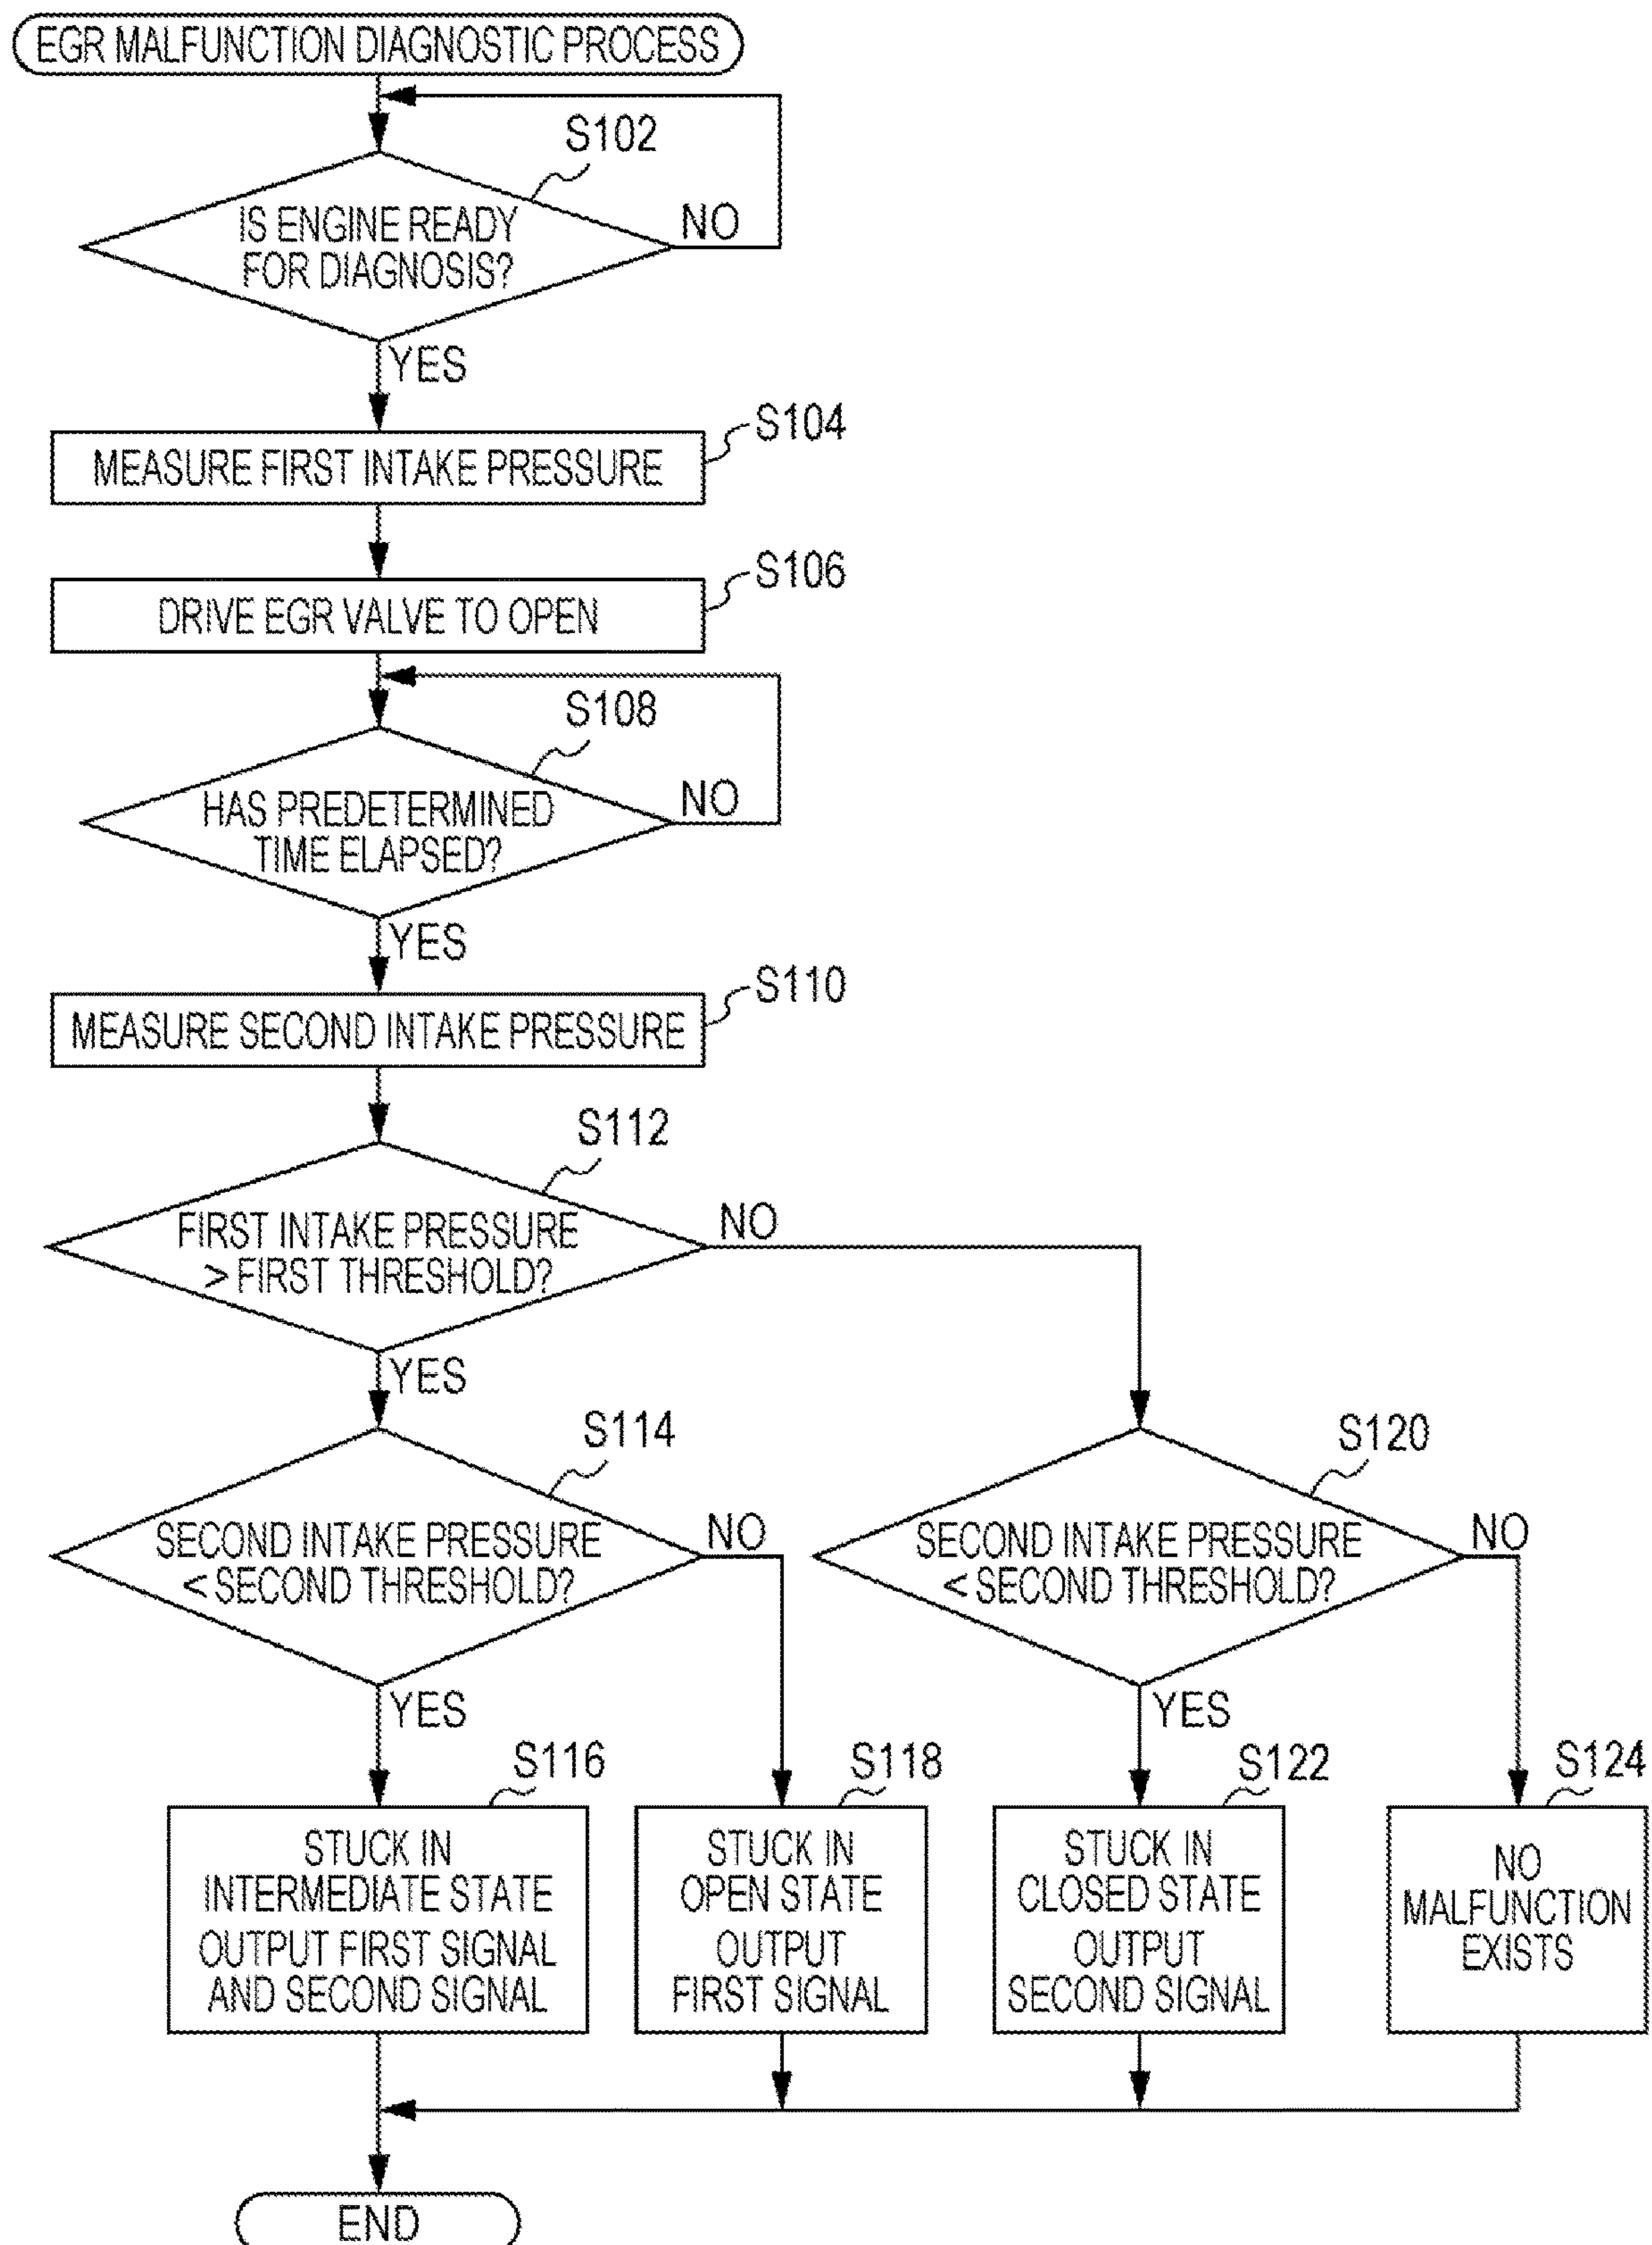 EGR MALFUNCTION DIAGNOSTIC PROCESS
S102
IS ENGINE READY
FOR DIAGNOSIS?
NO
YES
S104
MEASURE FIRST INTAKE PRESSURE
S106
DRIVE EGR VALVE TO OPEN
S108
HAS PREDETERMINED
TIME ELAPSED?
NO
YES
S110
MEASURE SECOND INTAKE PRESSURE
S112
FIRST INTAKE PRESSURE
> FIRST THRESHOLD?
NO
YES
S114
SECOND INTAKE PRESSURE
< SECOND THRESHOLD?
NO
YES
S120
SECOND INTAKE PRESSURE
< SECOND THRESHOLD?
NO
YES
S116
STUCK IN
INTERMEDIATE STATE
OUTPUT FIRST SIGNAL
AND SECOND SIGNAL
S118
STUCK IN
OPEN STATE
OUTPUT
FIRST SIGNAL
S122
STUCK IN
CLOSED STATE
OUTPUT
SECOND SIGNAL
S124
NO
MALFUNCTION
EXISTS
END